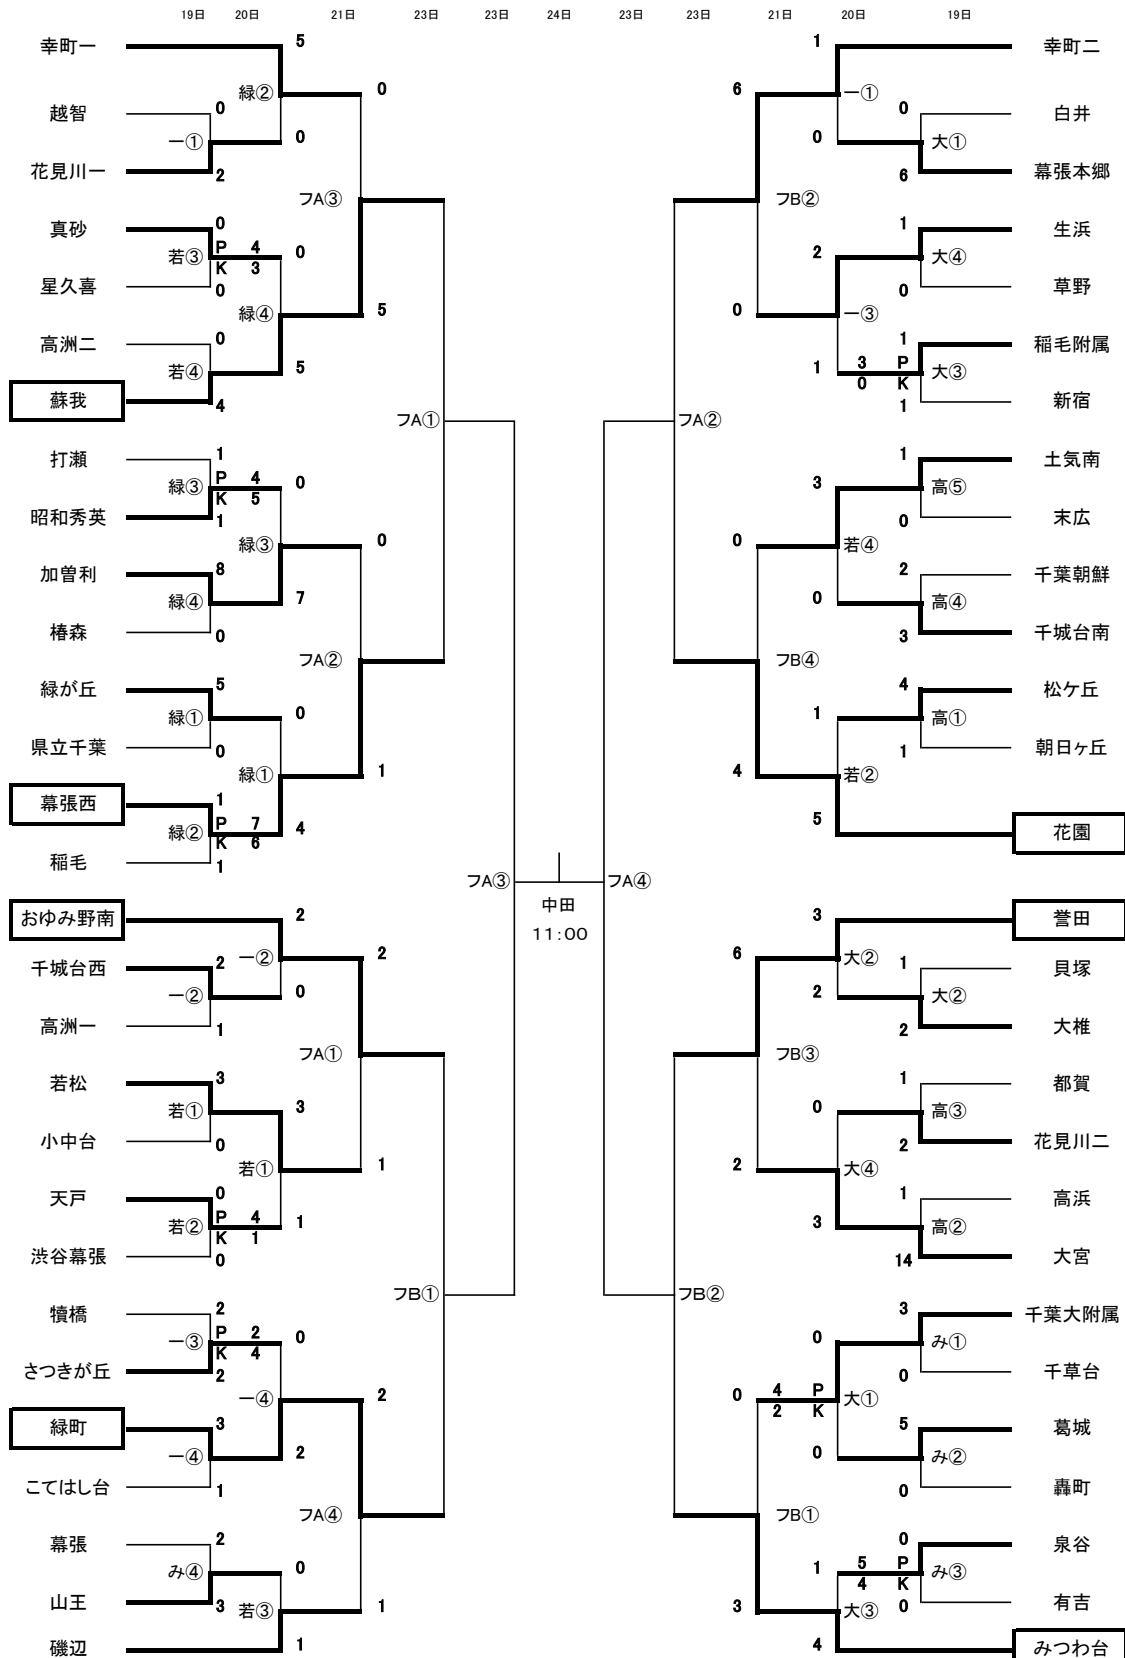 19日 20日 21日 23日 23日 24日 23日 23日 21日 20日 19日
幸町一 5 1 幸町二
緑② 0 6 一①
越智 0 0 白井
一① 0 0 大①
花見川一 2 6 幕張本郷
フA③ フB②
真砂 0 1 生浜
若③ P 4 0 2 大④
K 3
星久喜 0 0 草野
緑④ 5 0 一③
高洲二 0 1 稲毛附属
若④ 5 1 3 P 大③
0 K
蘇我 4 1 新宿
フA① フA②
打瀬 1 1 土気南
緑③ P 4 0 3 高⑤
K 5
昭和秀英 1 0 末広
緑③ 0 0 若④
加曽利 8 2 千葉朝鮮
緑④ 7 0 高④
椿森 0 3 千城台南
フA② フB④
緑が丘 5 4 松ケ丘
緑① 0 1 高①
県立千葉 0 1 朝日ヶ丘
緑① 1 4 若②
幕張西 1
緑② P 7 4 5 花園
K 6
稲毛 1
フA③ フA④
中田
11:00
おゆみ野南 2 3 誉田
一② 2 6 大②
千城台西 2 1 貝塚
一② 0 2 大②
高洲一 1 2 大椎
フA① フB③
若松 3 1 都賀
若① 3 0 高③
小中台 0 2 花見川二
若① 1 2 大④
天戸 0 1 高浜
若② P 4 1 3 高②
K 1
渋谷幕張 0 14 大宮
フB① フB②
犢橋 2 3 千葉大附属
一③ P 2 0 0 み①
K 4
さつきが丘 2 0 千草台
一④ 2 0 4 P 大①
2 K
緑町 3 5 葛城
一④ 2 0 み②
こてはし台 1 0 轟町
フA④ フB①
幕張 2 0 泉谷
み④ 0 1 5 P み③
4 K
山王 3 0 有吉
若③ 1 3 大③
磯辺 1 4 みつわ台